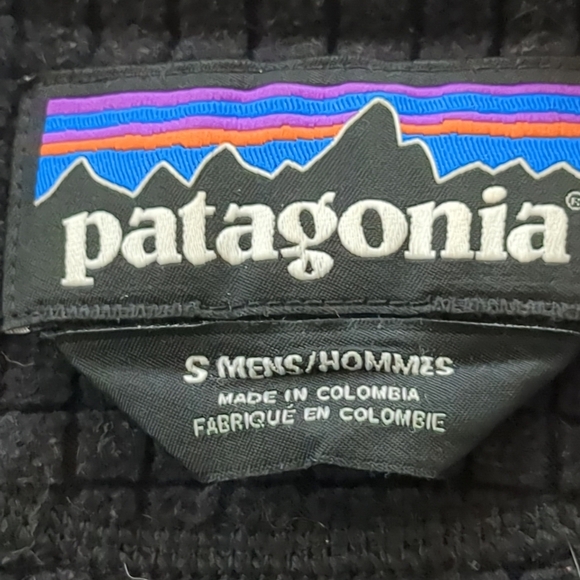 patagonia®
S MENS/HOMMES
MADE IN COLOMBIA
FABRIQUÉ EN COLOMBIE